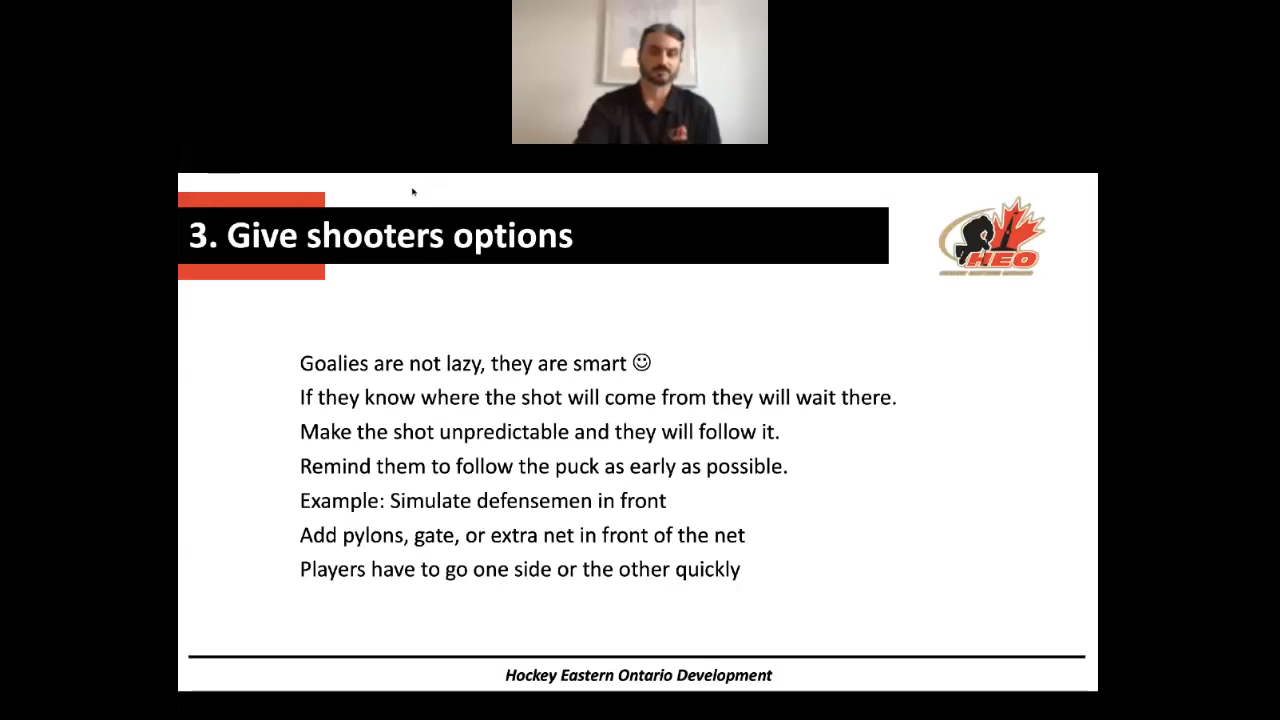 3. Give shooters options
HEO
Goalies are not lazy, they are smart ☺
If they know where the shot will come from they will wait there.
Make the shot unpredictable and they will follow it.
Remind them to follow the puck as early as possible.
Example: Simulate defensemen in front
Add pylons, gate, or extra net in front of the net
Players have to go one side or the other quickly
Hockey Eastern Ontario Development